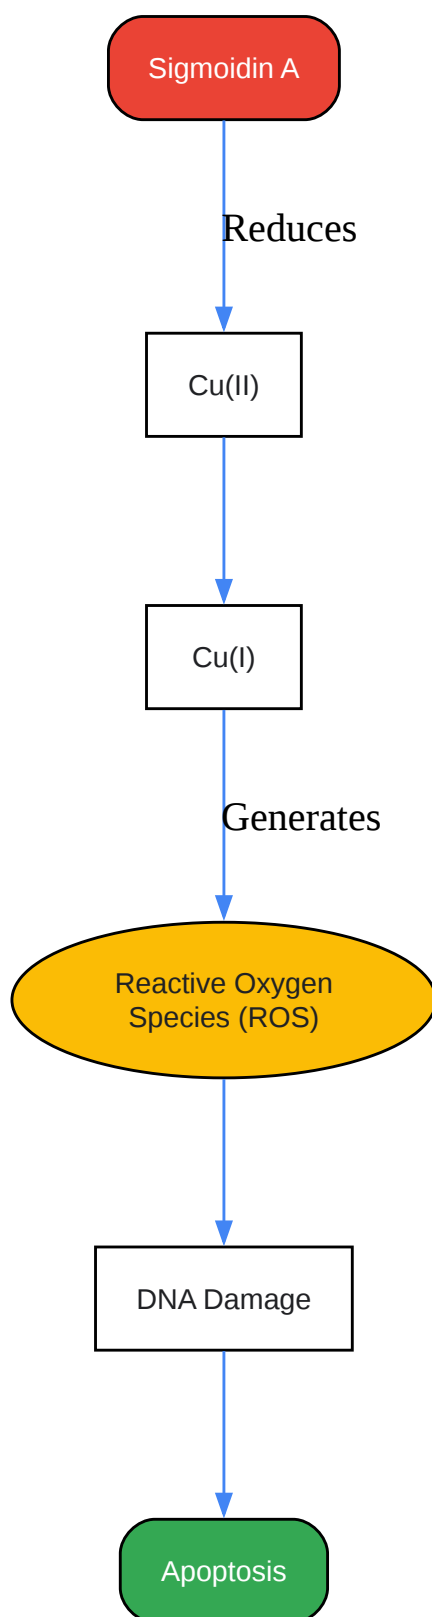 Sigmoidin A
Reduces
Cu(II)
Cu(I)
Generates
Reactive Oxygen
Species (ROS)
DNA Damage
Apoptosis